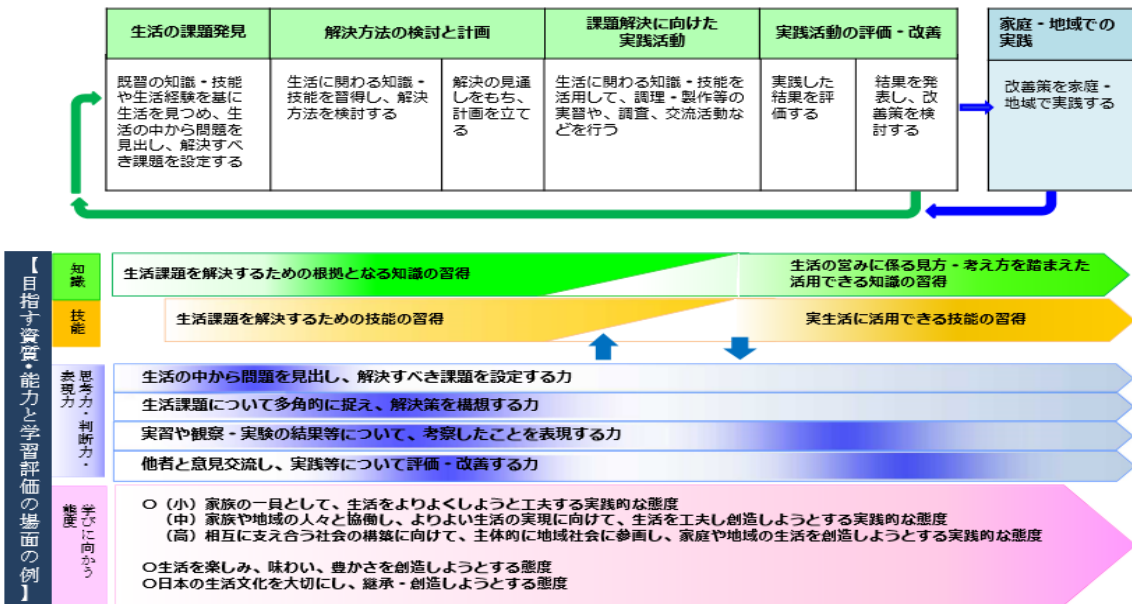 生活の課題発見
解決方法の検討と計画
課題解決に向けた
実践活動
実践活動の評価・改善
家庭・地域での
実践
既習の知識・技能
や生活経験を基に
生活を見つめ、生
活の中から問題を
見出し、解決すべ
き課題を設定する
生活に関わる知識・
技能を習得し、解決
方法を検討する
解決の見通
しをもち、
計画を立て
る
生活に関わる知識・技能を
活用して、調理・製作等の
実習や、調査、交流活動な
どを行う
実践した
結果を評
価する
結果を発
表し、改
善策を検
討する
改善策を家庭・
地域で実践する
【目指す資質・能力と学習評価の場面の例】
知識
生活課題を解決するための根拠となる知識の習得
生活の営みに係る見方・考え方を踏まえた
活用できる知識の習得
技能
生活課題を解決するための技能の習得
実生活に活用できる技能の習得
思考力・判断力・
表現力
生活の中から問題を見出し、解決すべき課題を設定する力
生活課題について多角的に捉え、解決策を構想する力
実習や観察・実験の結果等について、考察したことを表現する力
他者と意見交流し、実践等について評価・改善する力
学びに向かう
態度
○（小）家族の一員として、生活をよりよくしようと工夫する実践的な態度
（中）家族や地域の人々と協働し、よりよい生活の実現に向けて、生活を工夫し創造しようとする実践的な態度
（高）相互に支え合う社会の構築に向けて、主体的に地域社会に参画し、家庭や地域の生活を創造しようとする実践的な態度
○生活を楽しみ、味わい、豊かさを創造しようとする態度
○日本の生活文化を大切にし、継承・創造しようとする態度